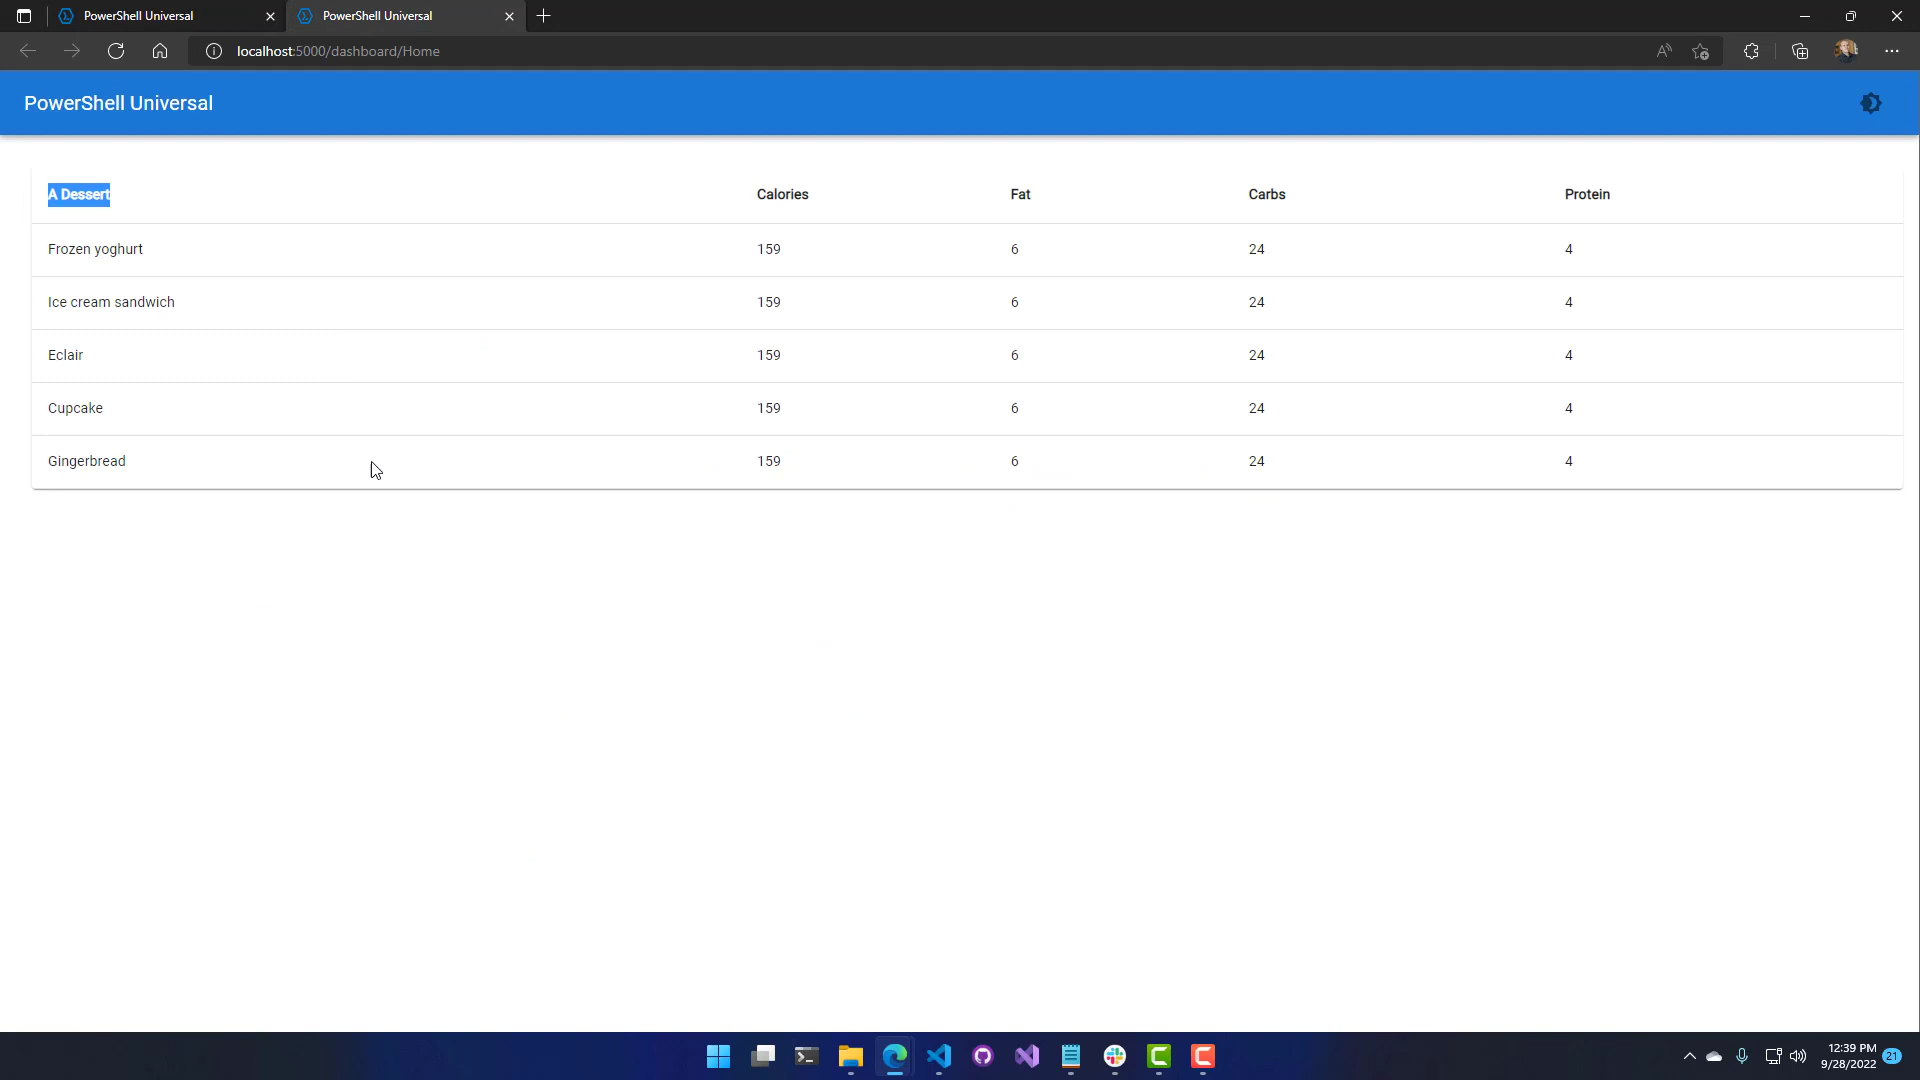 PowerShell Universal
PowerShell Universal
localhost:5000/dashboard/Home
PowerShell Universal
A Dessert Calories Fat Carbs Protein
Frozen yoghurt 159 6 24 4
Ice cream sandwich 159 6 24 4
Eclair 159 6 24 4
Cupcake 159 6 24 4
Gingerbread 159 6 24 4
12:39 PM
9/28/2022
21